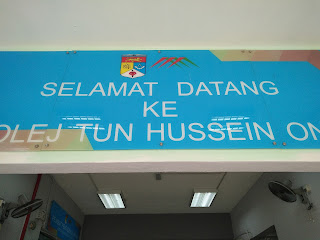 SELAMAT DATANG
KE
OLEJ TUN HUSSEIN ON